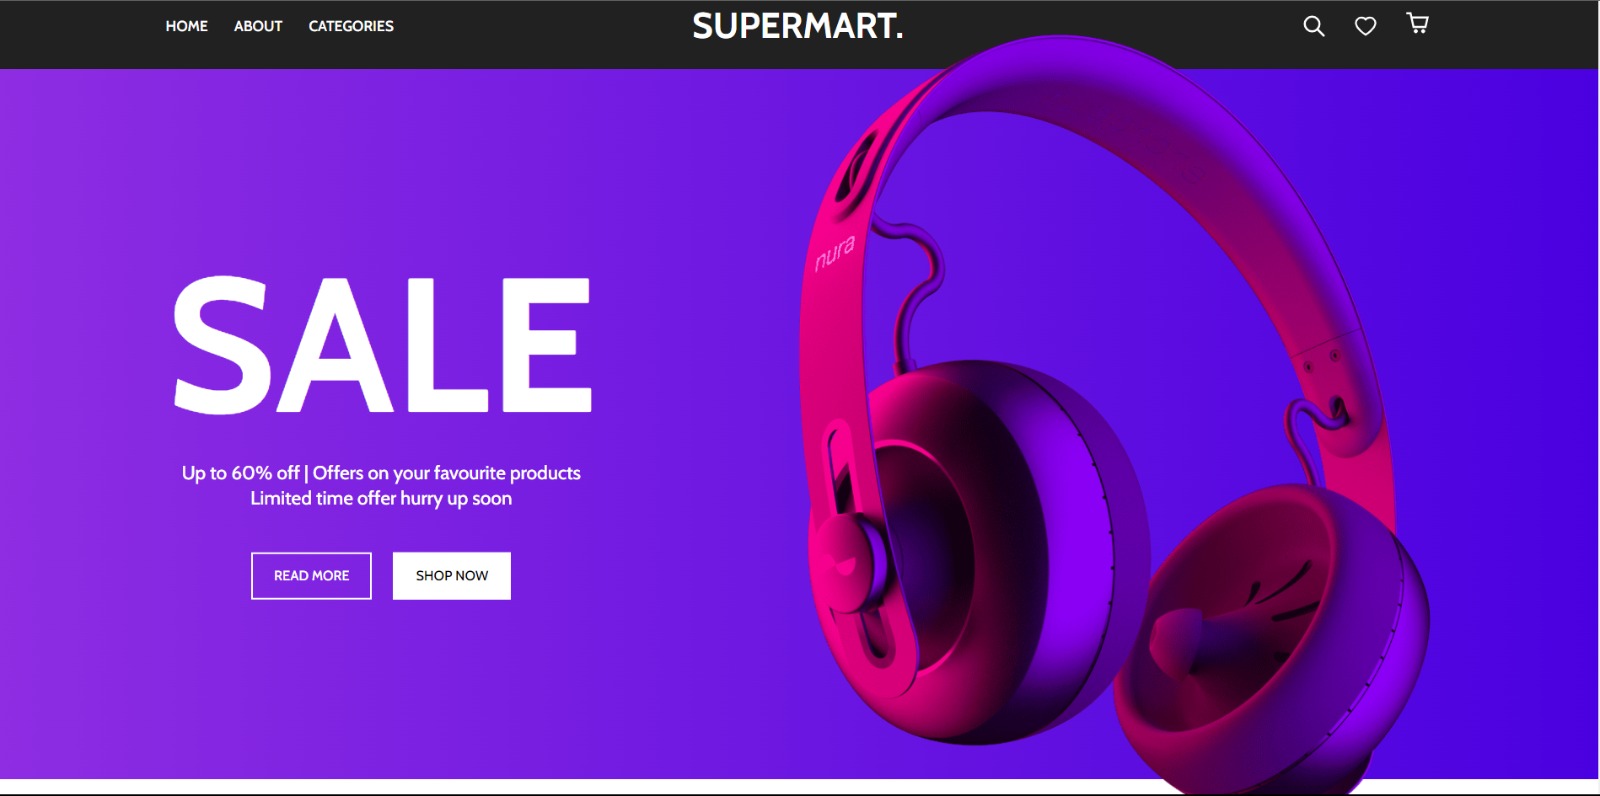 HOME ABOUT CATEGORIES SUPERMART.
nura
SALE
Up to 60% off | Offers on your favourite products
Limited time offer hurry up soon
READ MORE SHOP NOW